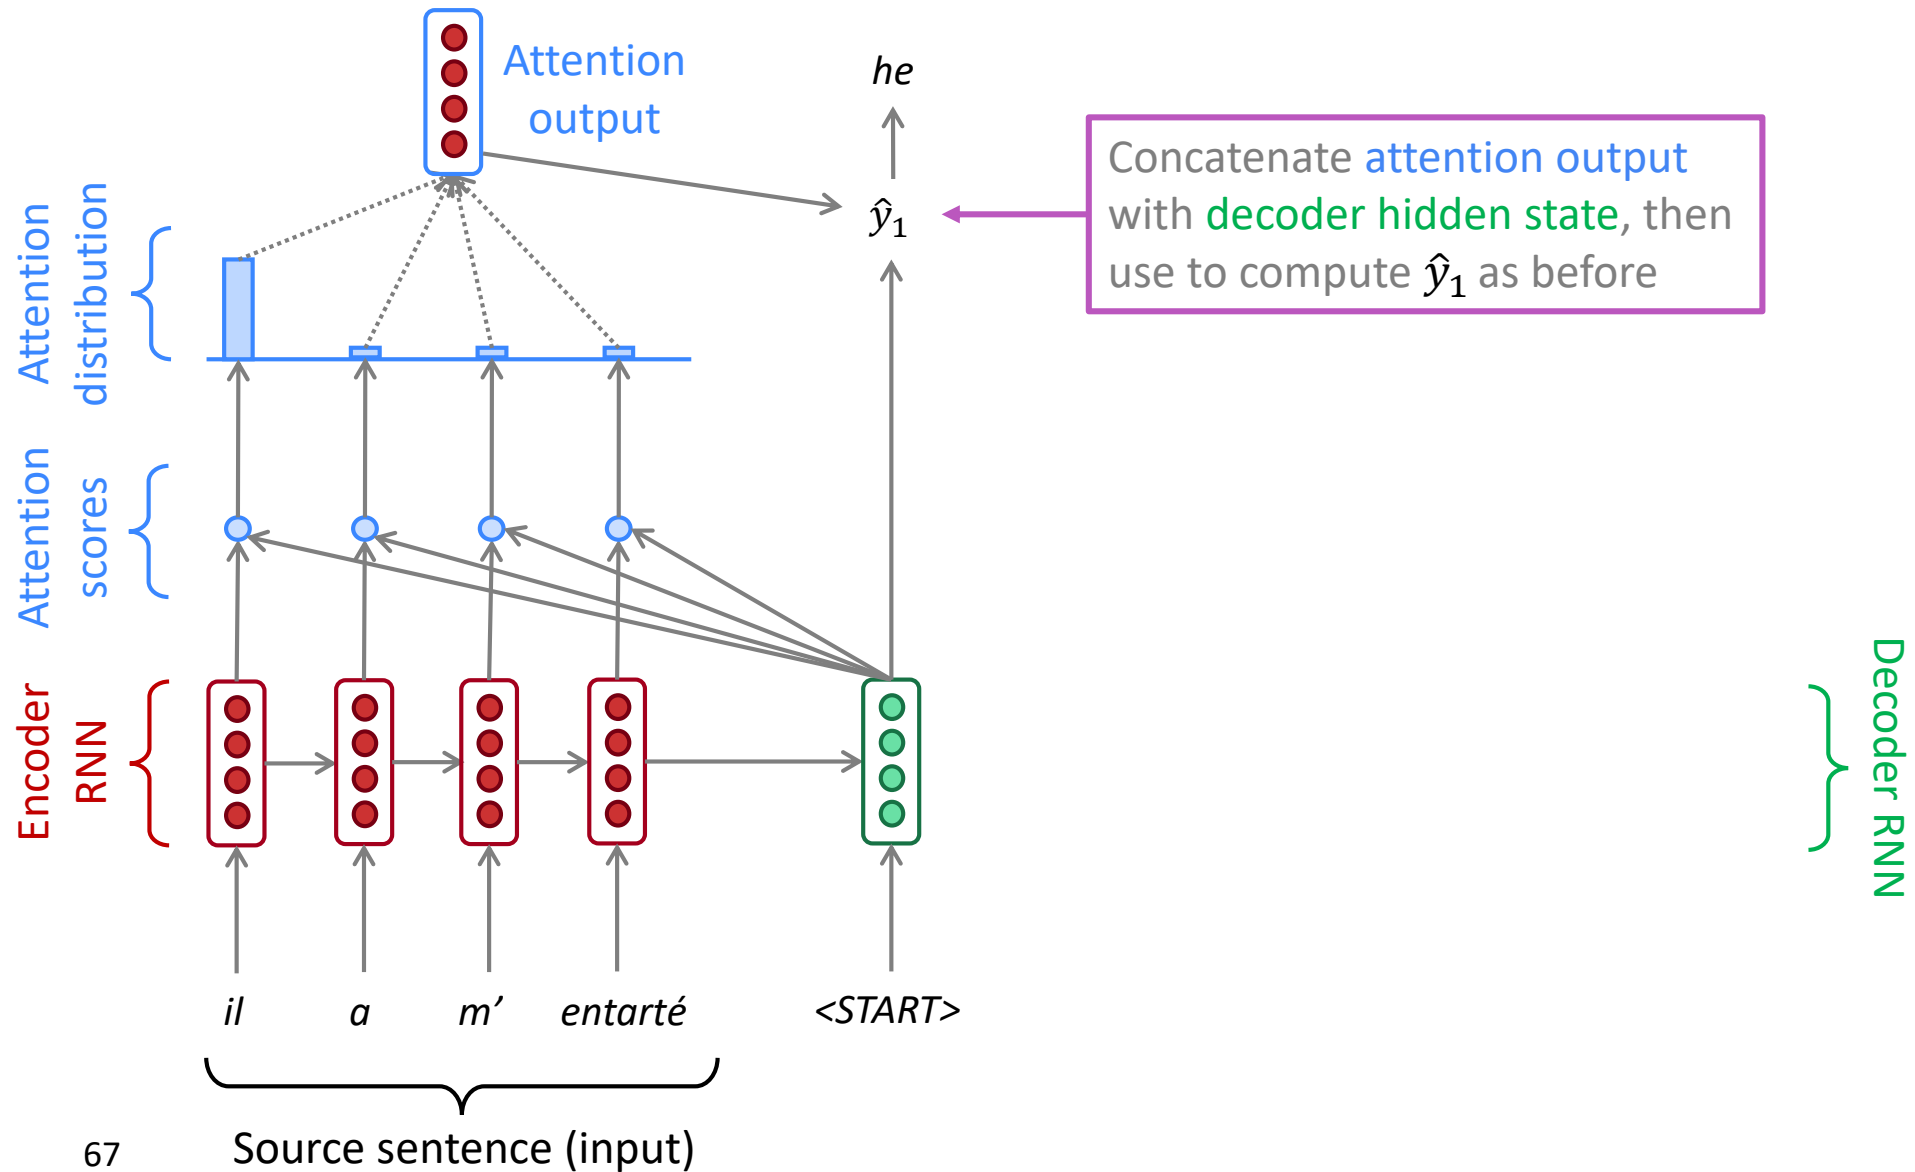 Attention
output
he
Concatenate attention output
with decoder hidden state, then
use to compute ŷ₁ as before
ŷ₁
Attention
distribution
Attention
scores
Encoder
RNN
Decoder RNN
il a m’ entarté <START>
Source sentence (input)
67